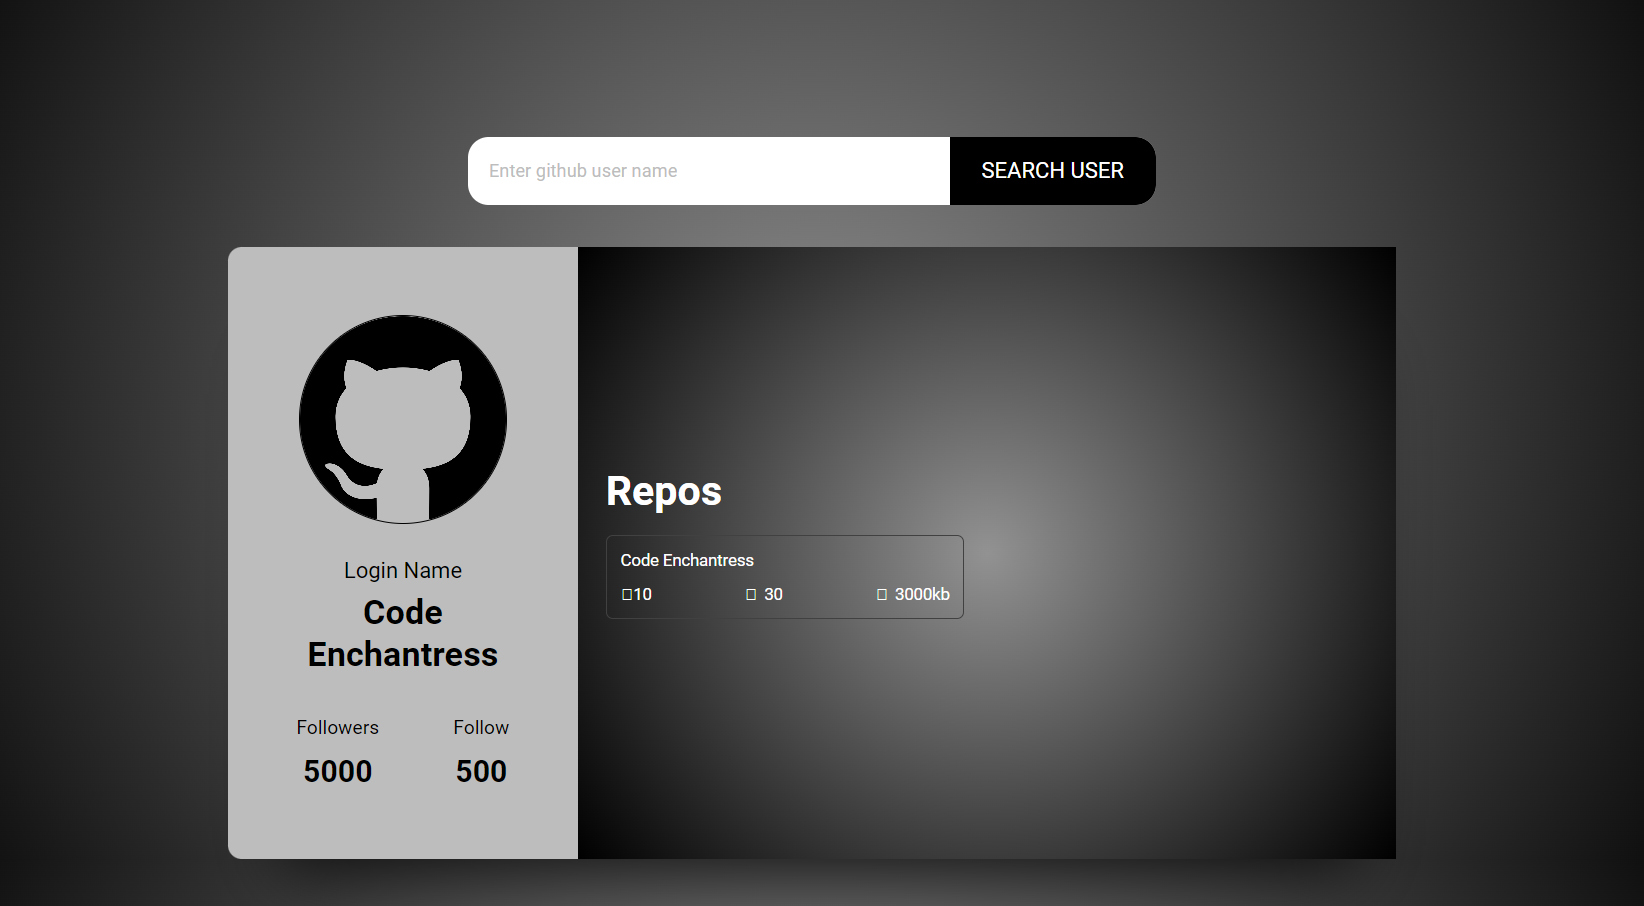 Enter github user name
SEARCH USER
Login Name
Code
Enchantress
Followers
Follow
5000
500
Repos
Code Enchantress
10
30
3000kb